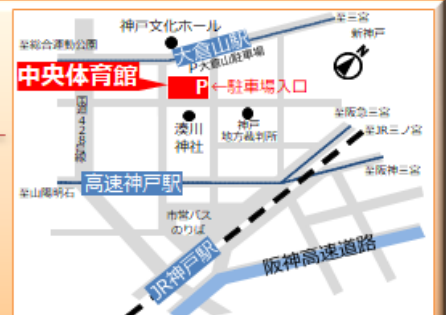 至三宮
神戸文化ホール
新神戸
至総合運動公園
大倉山駅
P大倉山駐車場
中央体育館
P
←駐車場入口
国道428号線
湊川
神社
神戸
地方裁判所
至阪急三宮
至JR三ノ宮
至阪神三宮
高速神戸駅
至山陽明石
市営バス
のりば
JR神戸駅
阪神高速道路